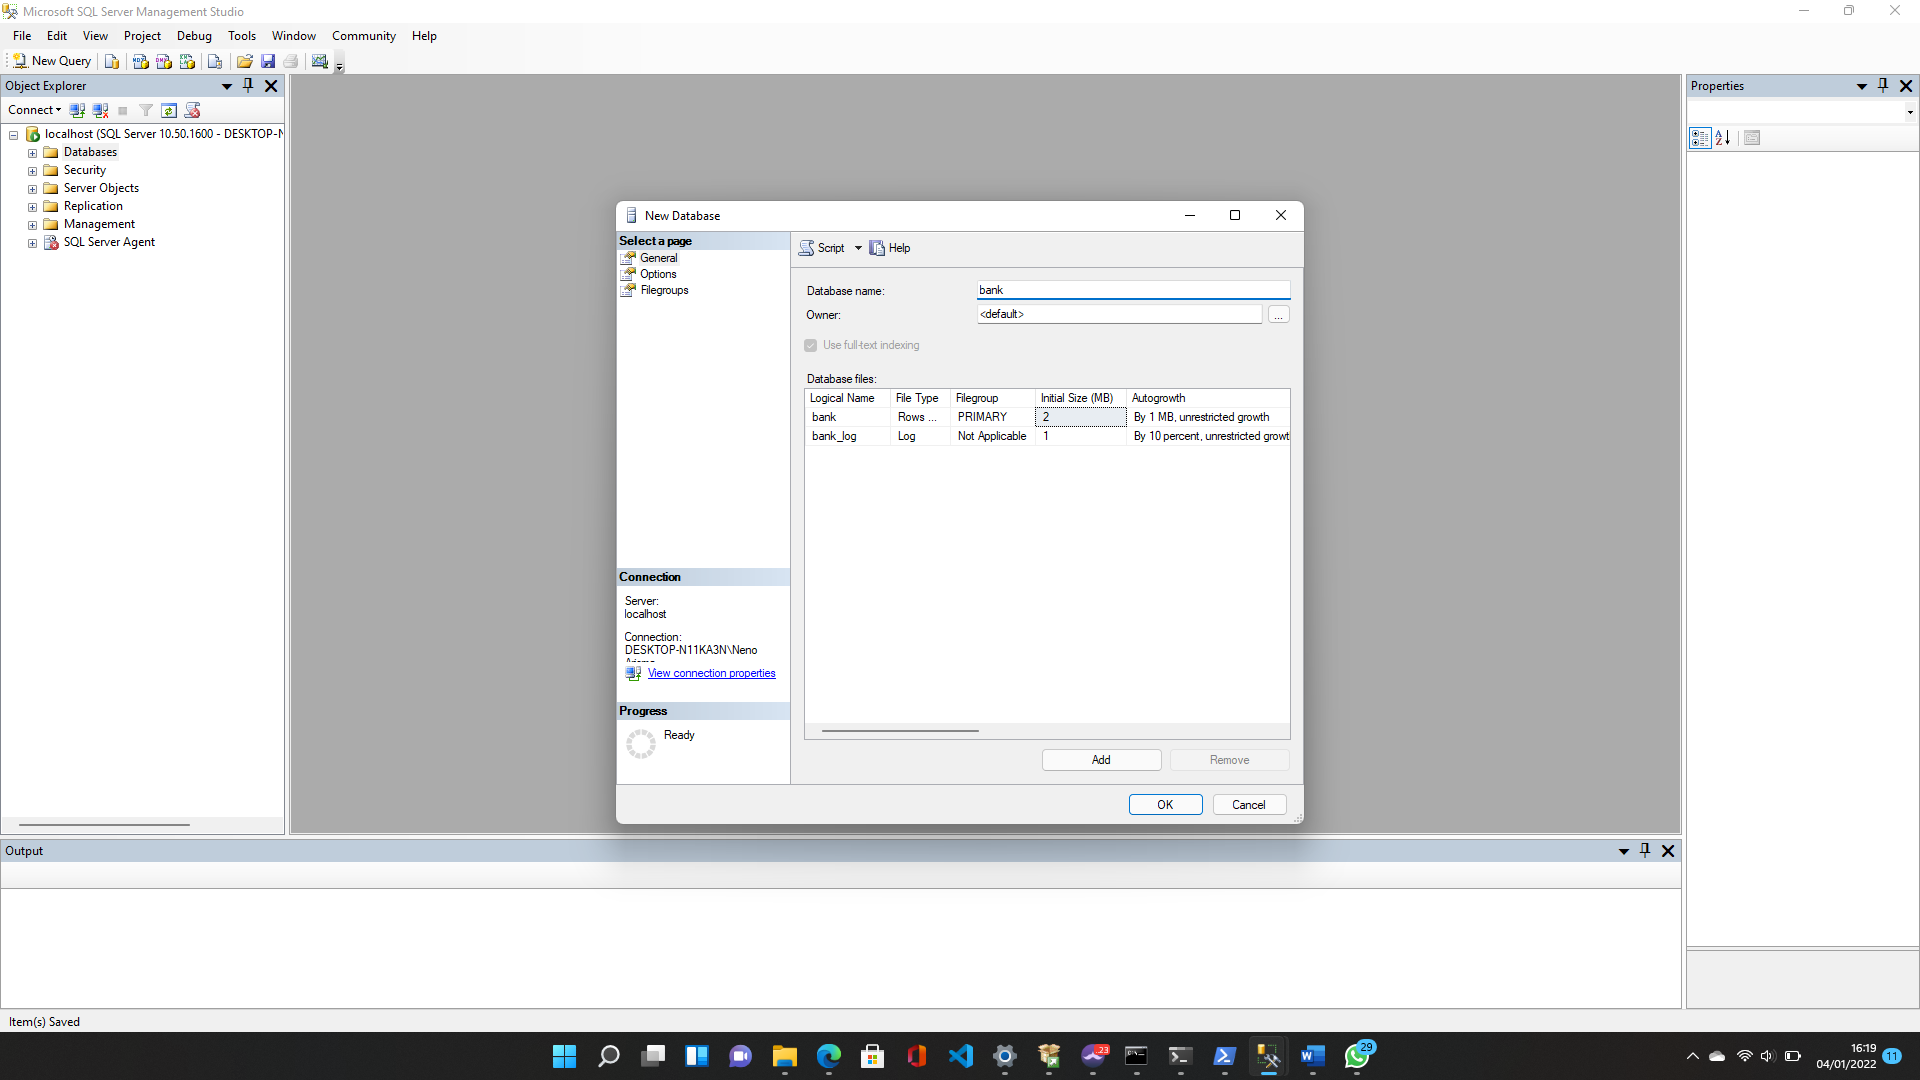 Microsoft SQL Server Management Studio
File Edit View Project Debug Tools Window Community Help
New Query
Object Explorer
Connect
localhost (SQL Server 10.50.1600 - DESKTOP-N
Databases
Security
Server Objects
Replication
Management
SQL Server Agent
Properties
New Database
Select a page
General
Options
Filegroups
Script Help
Database name: bank
Owner: <default> ...
Use full-text indexing
Database files:
Logical Name File Type Filegroup Initial Size (MB) Autogrowth
bank Rows ... PRIMARY 2 By 1 MB, unrestricted growth
bank_log Log Not Applicable 1 By 10 percent, unrestricted growt
Connection
Server:
localhost
Connection:
DESKTOP-N11KA3N\Neno
View connection properties
Progress
Ready
Add Remove
OK Cancel
Output
Item(s) Saved
23
29
16:19
04/01/2022
11